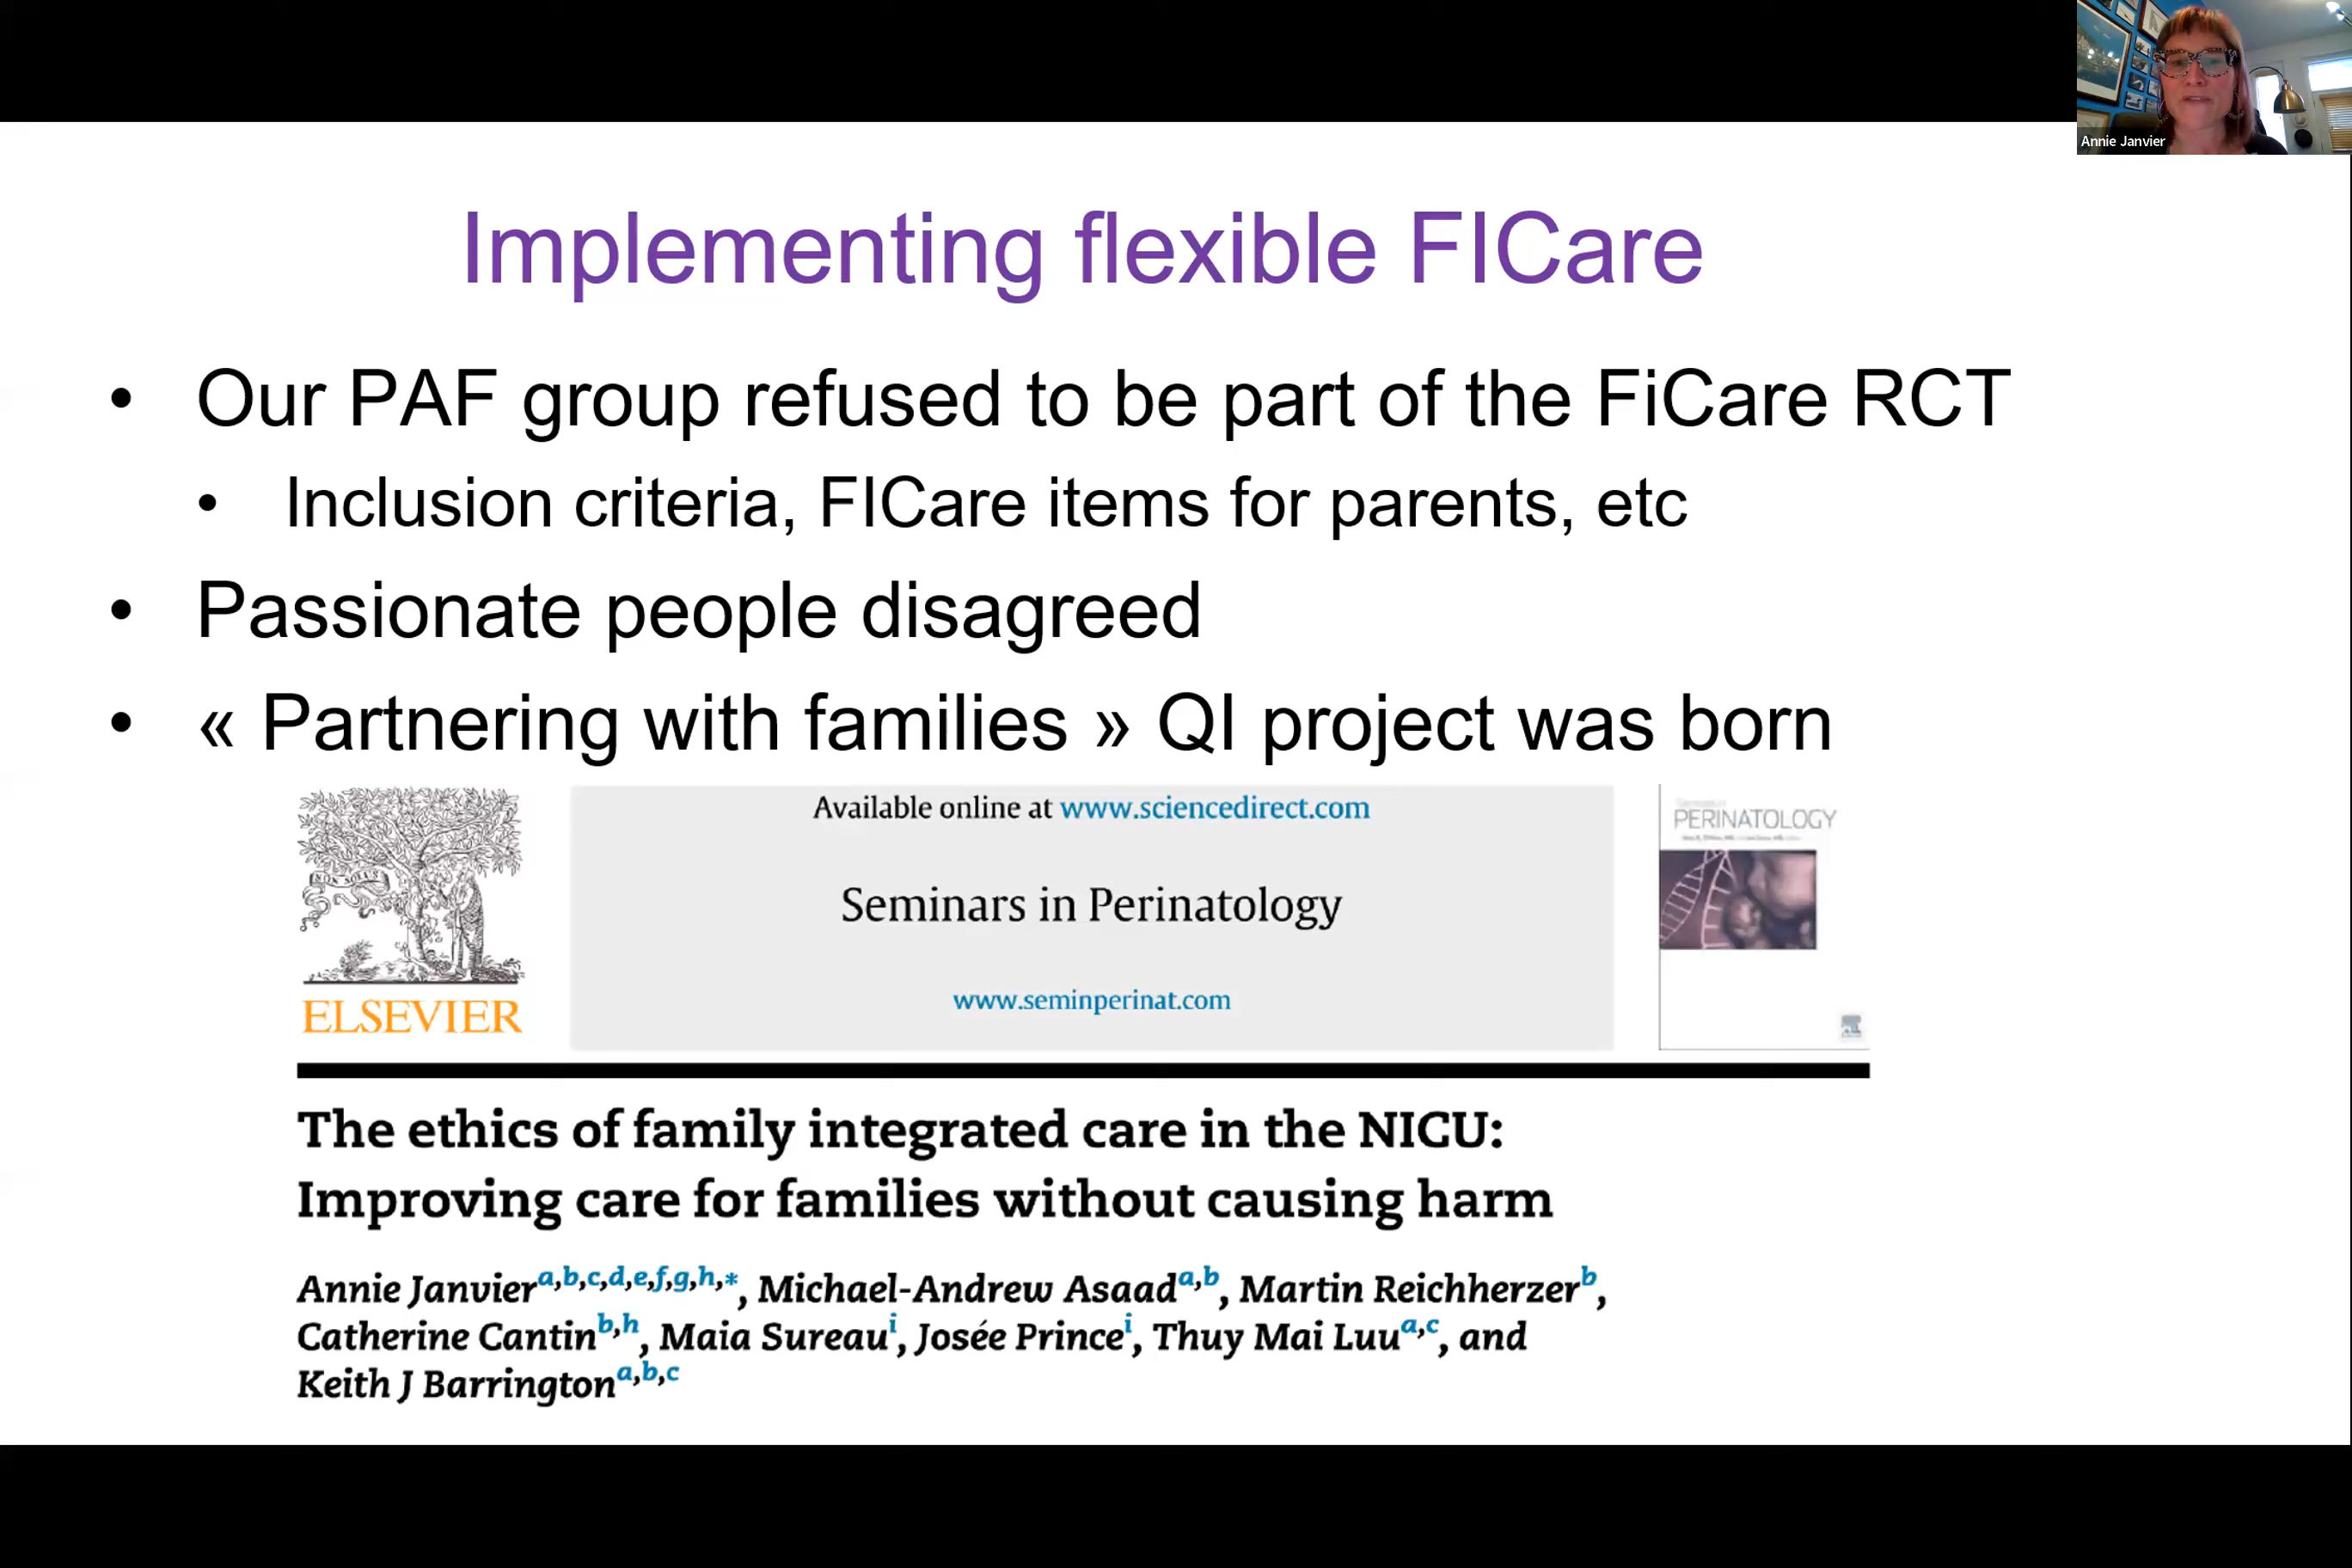 Annie Janvier
Implementing flexible FICare
• Our PAF group refused to be part of the FiCare RCT
• Inclusion criteria, FICare items for parents, etc
• Passionate people disagreed
• « Partnering with families » QI project was born
NON SOLUS
ELSEVIER
Available online at www.sciencedirect.com
Seminars in Perinatology
www.seminperinat.com
PERINATOLOGY
The ethics of family integrated care in the NICU:
Improving care for families without causing harm
Annie Janvier a,b,c,d,e,f,g,h,*, Michael-Andrew Asaad a,b, Martin Reichherzer b,
Catherine Cantin b,h, Maia Sureau i, Josée Prince i, Thuy Mai Luu a,c, and
Keith J Barrington a,b,c